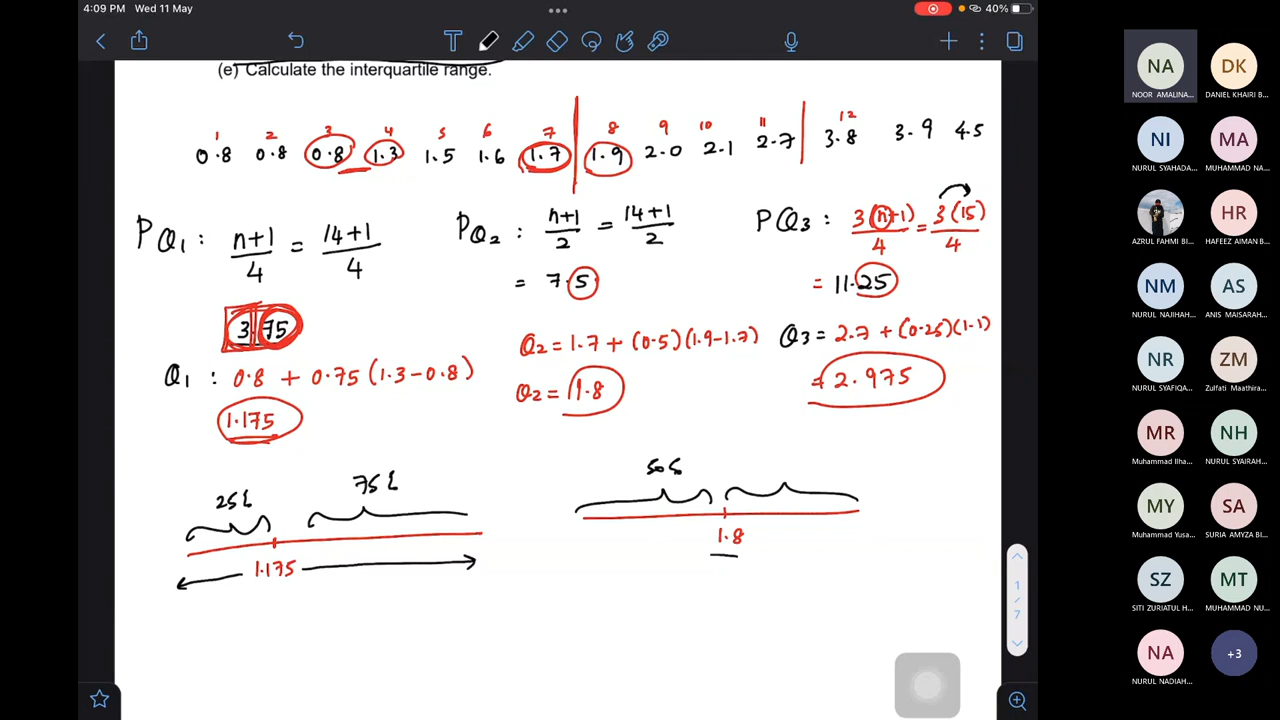 4:09 PM Wed 11 May
40%
(e) Calculate the interquartile range.
1 2 3 4 5 6 7 8 9 10 11 12
0.8 0.8 0.8 1.3 1.5 1.6 1.7 1.9 2.0 2.1 2.7 3.8 3.9 4.5
PQ1 : n+1/4 = 14+1/4
3.75
Q1 : 0.8 + 0.75 (1.3-0.8)
1.175
PQ2 : n+1/2 = 14+1/2
= 7.5
Q2 = 1.7 + (0.5)(1.9-1.7)
Q2 = 1.8
PQ3 : 3(n+1)/4 = 3(15)/4
= 11.25
Q3 = 2.7 + (0.25)(1.1)
= 2.975
25%
75%
1.175
50%
1.8
1
/
7
NA
NOOR AMALINA...
DK
DANIEL KHAIRI B...
NI
NURUL SYAHADA...
MA
MUHAMMAD NA...
AZRUL FAHMI BI...
HR
HAFEEZ AIMAN B...
NM
NURUL NAJIHAH...
AS
ANIS MAISARAH...
NR
NURUL SYAFIQA...
ZM
Zulfati Maathira...
MR
Muhammad Ilha...
NH
NURUL SYAIRAH...
MY
Muhammad Yusa...
SA
SURIA AMYZA BI...
SZ
SITI ZURIATUL H...
MT
MUHAMMAD NU...
NA
NURUL NADIAH...
+3